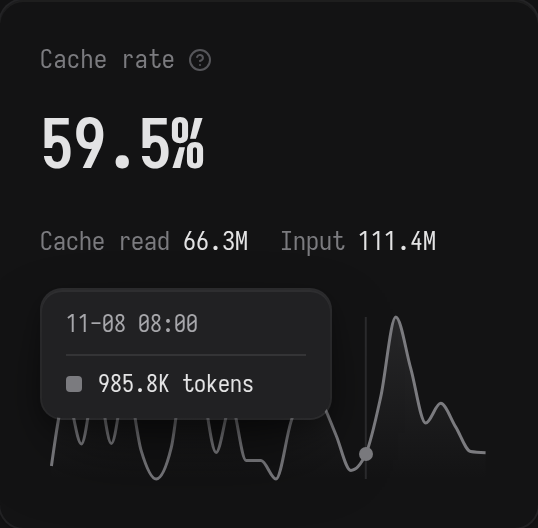 Cache rate ?
59.5%
Cache read 66.3M Input 111.4M
11-08 08:00
985.8K tokens